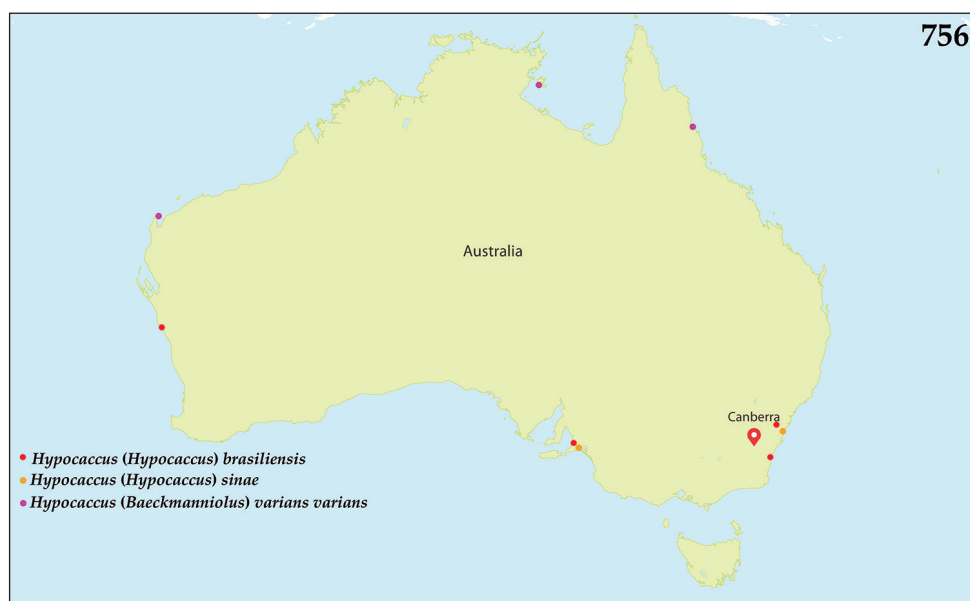 756
Australia
Canberra
Hypocaccus (Hypocaccus) brasiliensis
Hypocaccus (Hypocaccus) sinae
Hypocaccus (Baeckmanniolus) varians varians